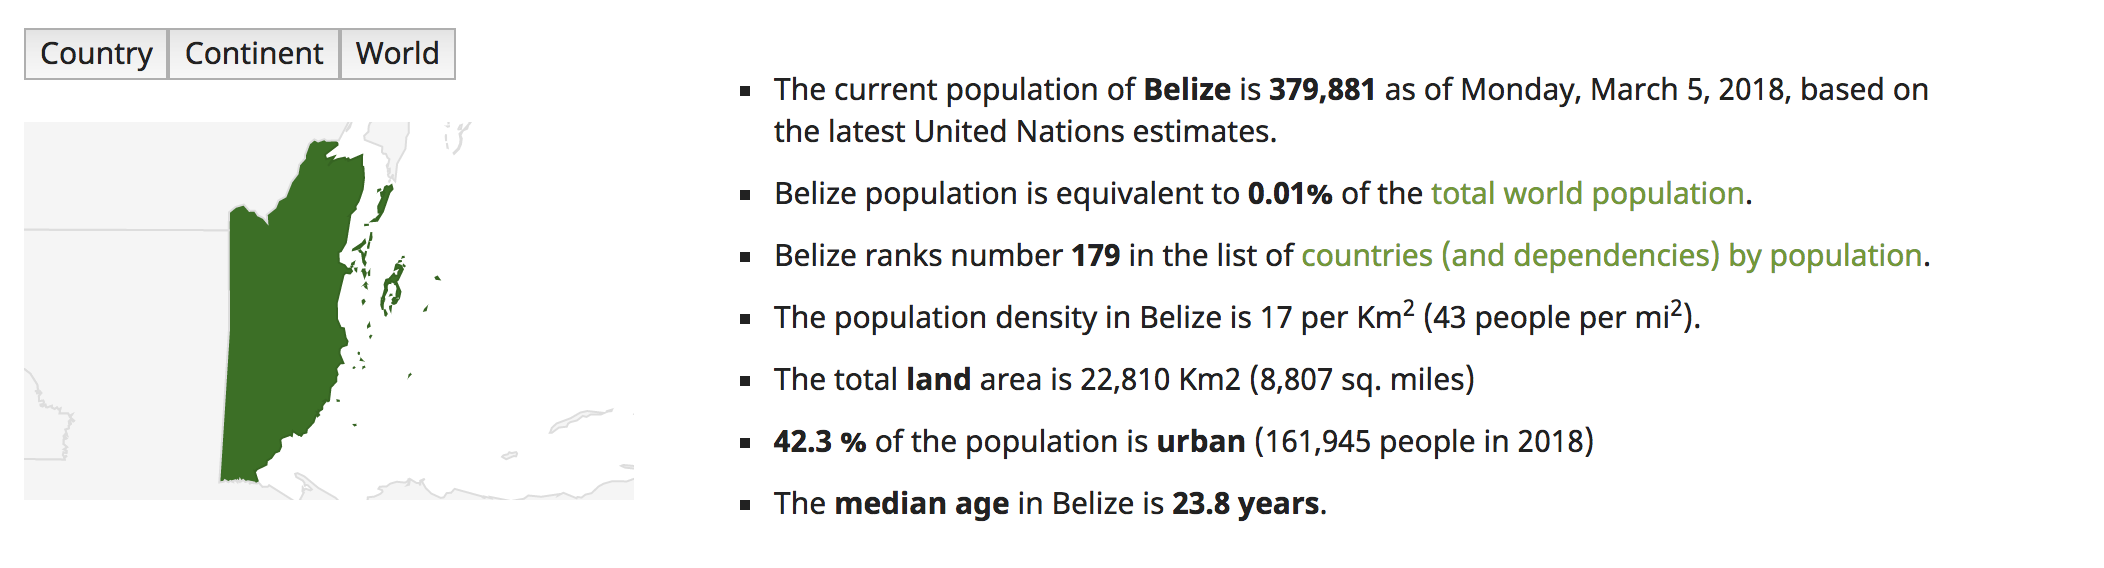 Country Continent World
The current population of Belize is 379,881 as of Monday, March 5, 2018, based on
the latest United Nations estimates.
Belize population is equivalent to 0.01% of the total world population.
Belize ranks number 179 in the list of countries (and dependencies) by population.
The population density in Belize is 17 per Km² (43 people per mi²).
The total land area is 22,810 Km2 (8,807 sq. miles)
42.3 % of the population is urban (161,945 people in 2018)
The median age in Belize is 23.8 years.